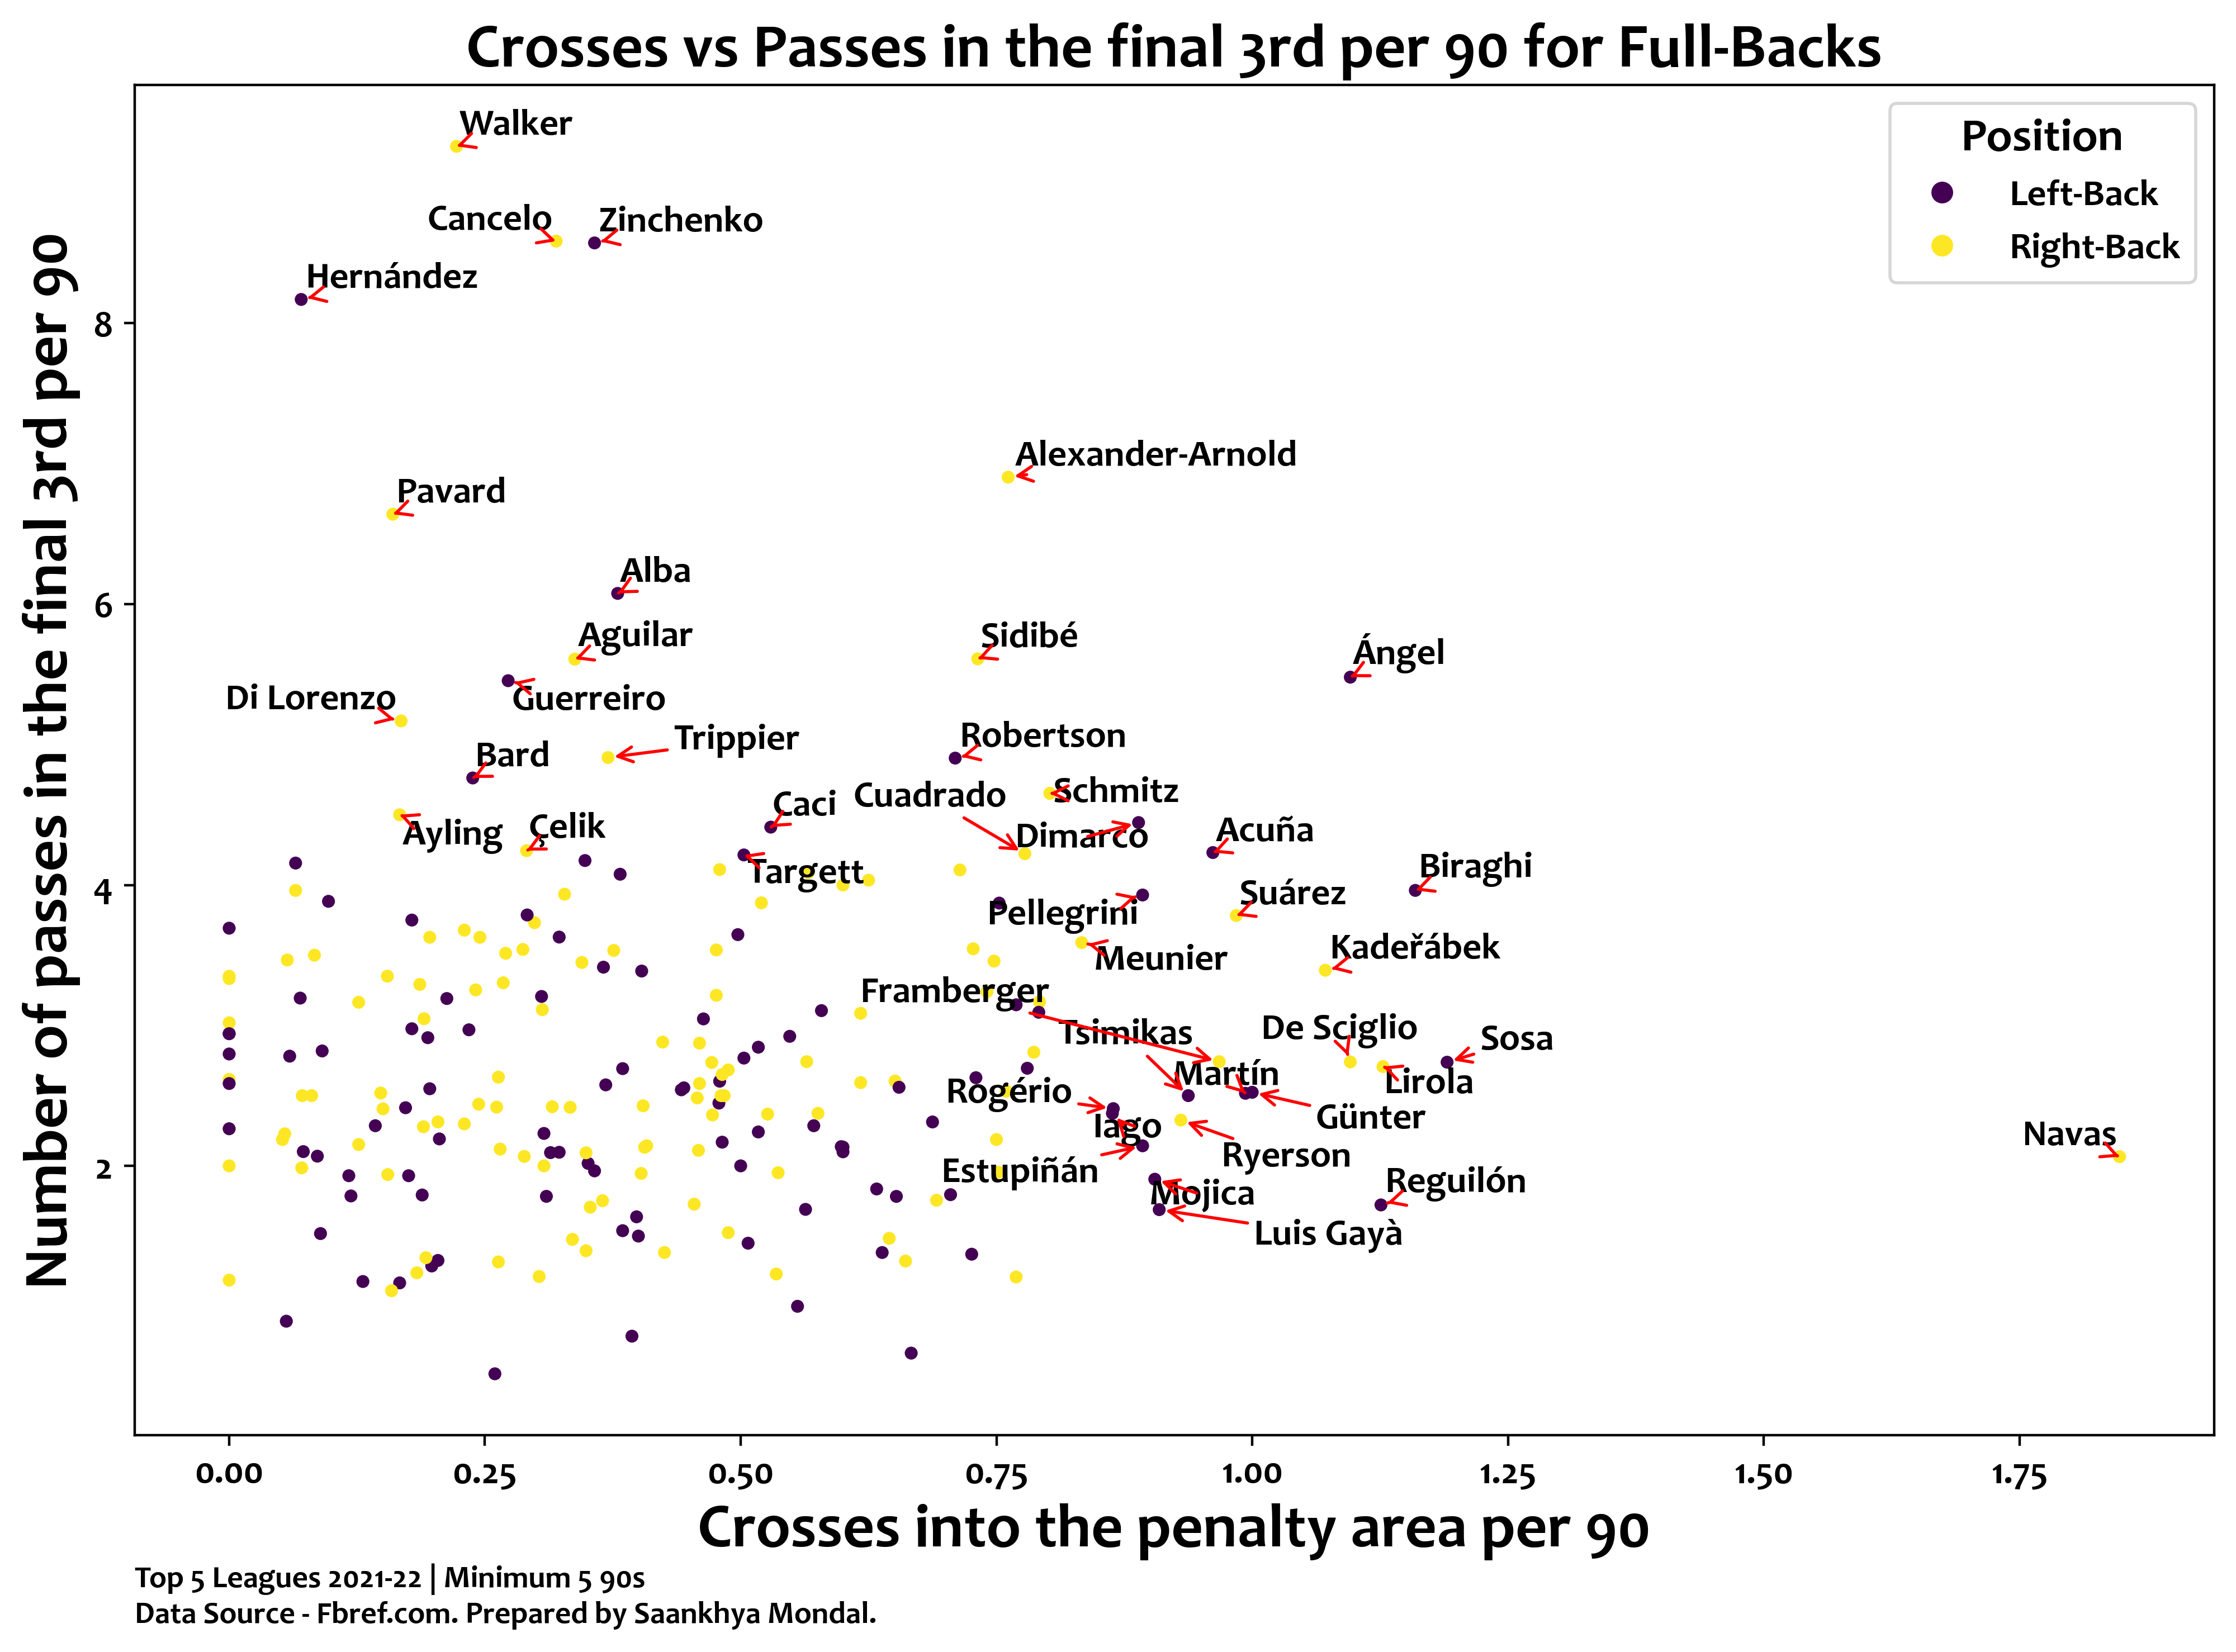 Crosses vs Passes in the final 3rd per 90 for Full-Backs
Walker
Position
Left-Back
Right-Back
Cancelo
Zinchenko
Hernández
8
Alexander-Arnold
Pavard
Alba
6
Aguilar
Sidibé
Ángel
Guerreiro
Di Lorenzo
Trippier
Robertson
Bard
Schmitz
Cuadrado
Caci
Ayling
Çelik
Dimarco
Acuña
Targett
Biraghi
4
Suárez
Pellegrini
Meunier
Kadeřábek
Framberger
Tsimikas
De Sciglio
Sosa
Martín
Lirola
Rogério
Iago
Günter
Navas
2
Estupiñán
Ryerson
Mojica
Reguilón
Luis Gayà
Number of passes in the final 3rd per 90
0.00 0.25 0.50 0.75 1.00 1.25 1.50 1.75
Crosses into the penalty area per 90
Top 5 Leagues 2021-22 | Minimum 5 90s
Data Source - Fbref.com. Prepared by Saankhya Mondal.